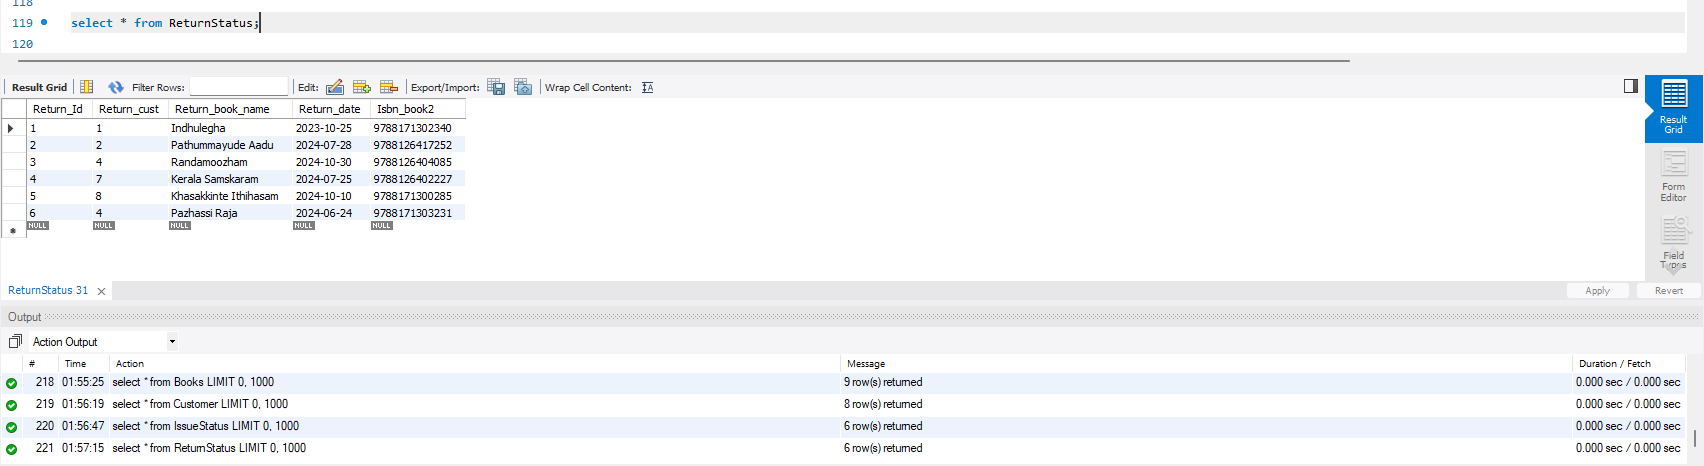 118
119 select * from ReturnStatus;
120
Result Grid Filter Rows: Edit: Export/Import: Wrap Cell Content:
Return_Id Return_cust Return_book_name Return_date Isbn_book2
1 1 Indhulegha 2023-10-25 9788171302340
2 2 Pathummayude Aadu 2024-07-28 9788126417252
3 4 Randamoozham 2024-10-30 9788126404085
4 7 Kerala Samskaram 2024-07-25 9788126402227
5 8 Khasakkinte Ithihasam 2024-10-10 9788171300285
6 4 Pazhassi Raja 2024-06-24 9788171303231
NULL NULL NULL NULL NULL
Result
Grid
Form
Editor
Field
Types
ReturnStatus 31 Apply Revert
Output
Action Output
# Time Action Message Duration / Fetch
218 01:55:25 select * from Books LIMIT 0, 1000 9 row(s) returned 0.000 sec / 0.000 sec
219 01:56:19 select * from Customer LIMIT 0, 1000 8 row(s) returned 0.000 sec / 0.000 sec
220 01:56:47 select * from IssueStatus LIMIT 0, 1000 6 row(s) returned 0.000 sec / 0.000 sec
221 01:57:15 select * from ReturnStatus LIMIT 0, 1000 6 row(s) returned 0.000 sec / 0.000 sec